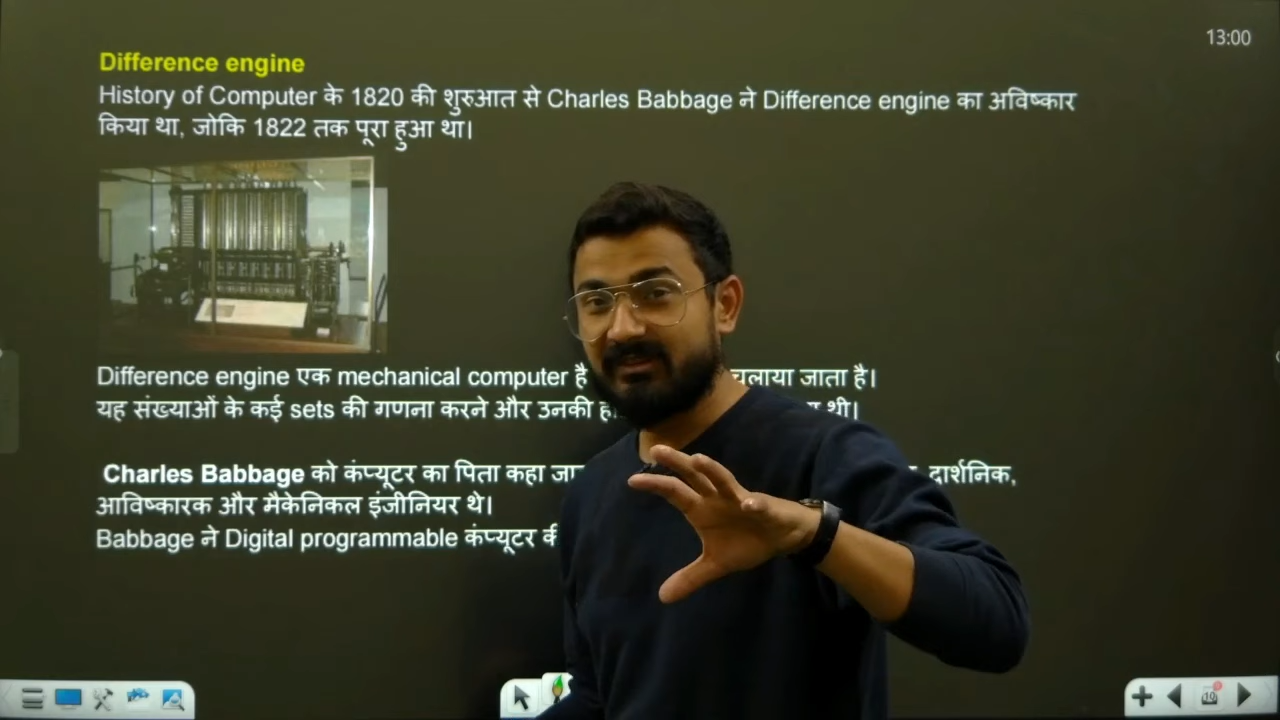 13:00
Difference engine
History of Computer के 1820 की शुरुआत से Charles Babbage ने Difference engine का अविष्कार
किया था, जोकि 1822 तक पूरा हुआ था।
Difference engine एक mechanical computer है चलाया जाता है।
यह संख्याओं के कई sets की गणना करने और उनकी थी।
Charles Babbage को कंप्यूटर का पिता कहा दार्शनिक,
आविष्कारक और मैकेनिकल इंजीनियर थे।
Babbage ने Digital programmable कंप्यूटर
10